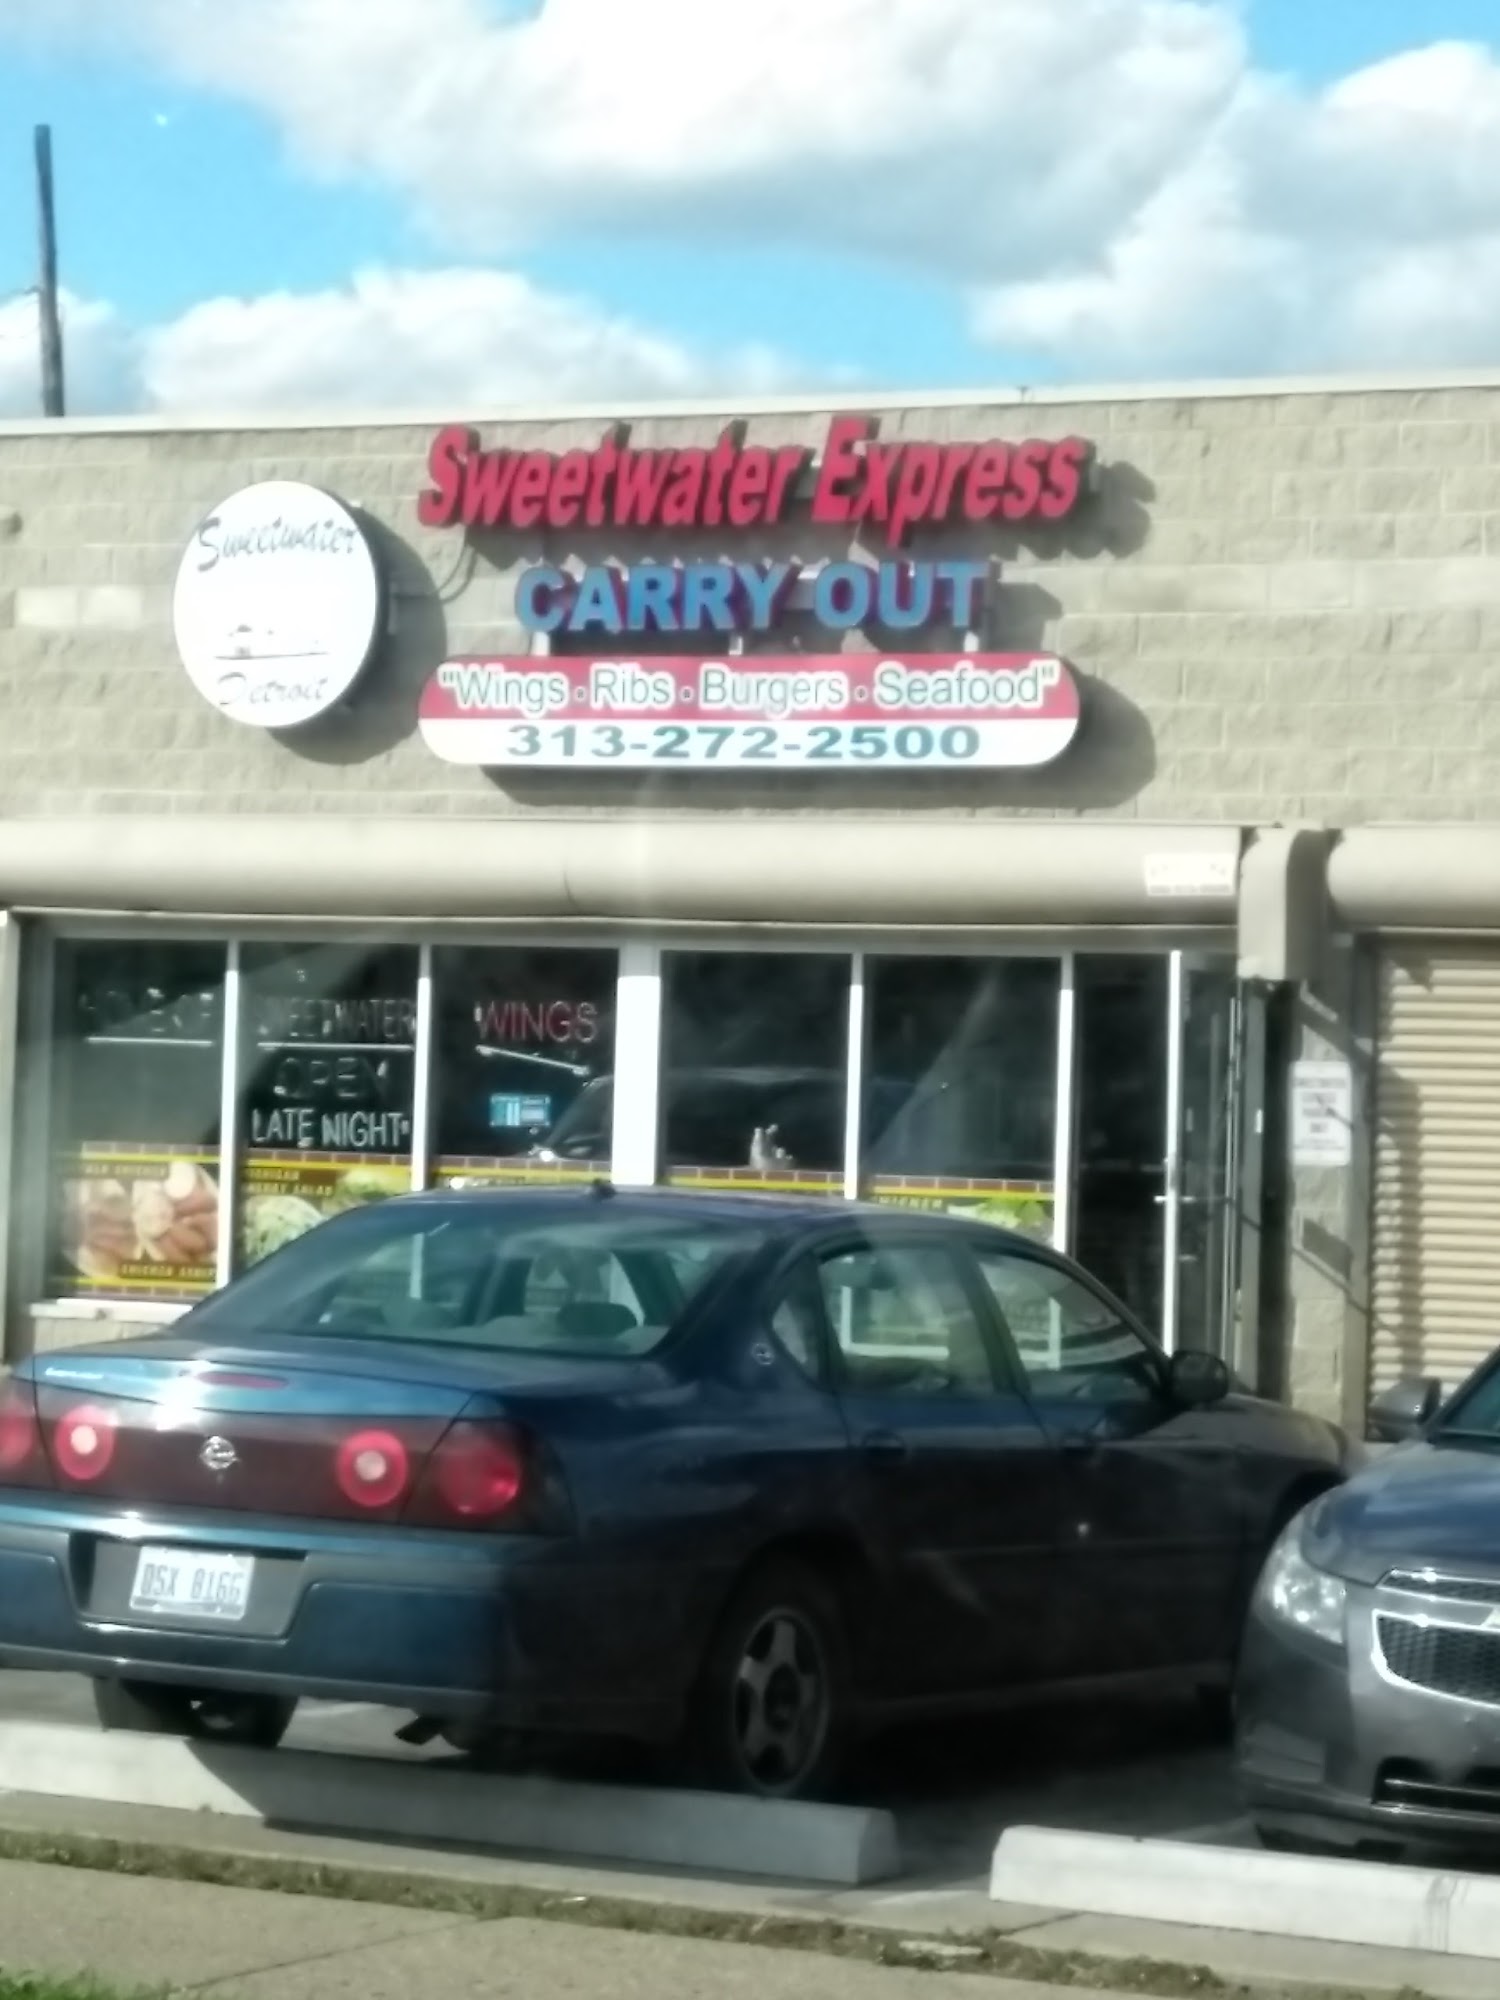 Sweetwater Express
CARRY OUT
"Wings • Ribs • Burgers • Seafood"
313-272-2500
Sweetwater
Detroit
SWEETWATER
WINGS
OPEN
LATE NIGHT
CHICKEN
DSX 8166